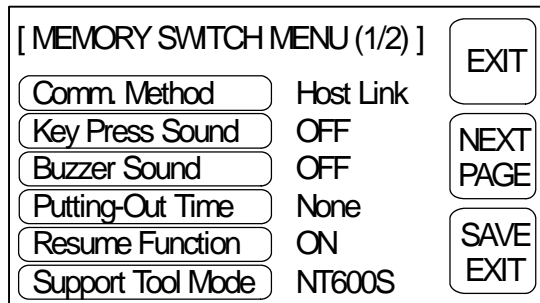 [ MEMORY SWITCH MENU (1/2) ]
EXIT
Comm. Method Host Link
Key Press Sound OFF
NEXT
PAGE
Buzzer Sound OFF
Putting-Out Time None
Resume Function ON
SAVE
EXIT
Support Tool Mode NT600S